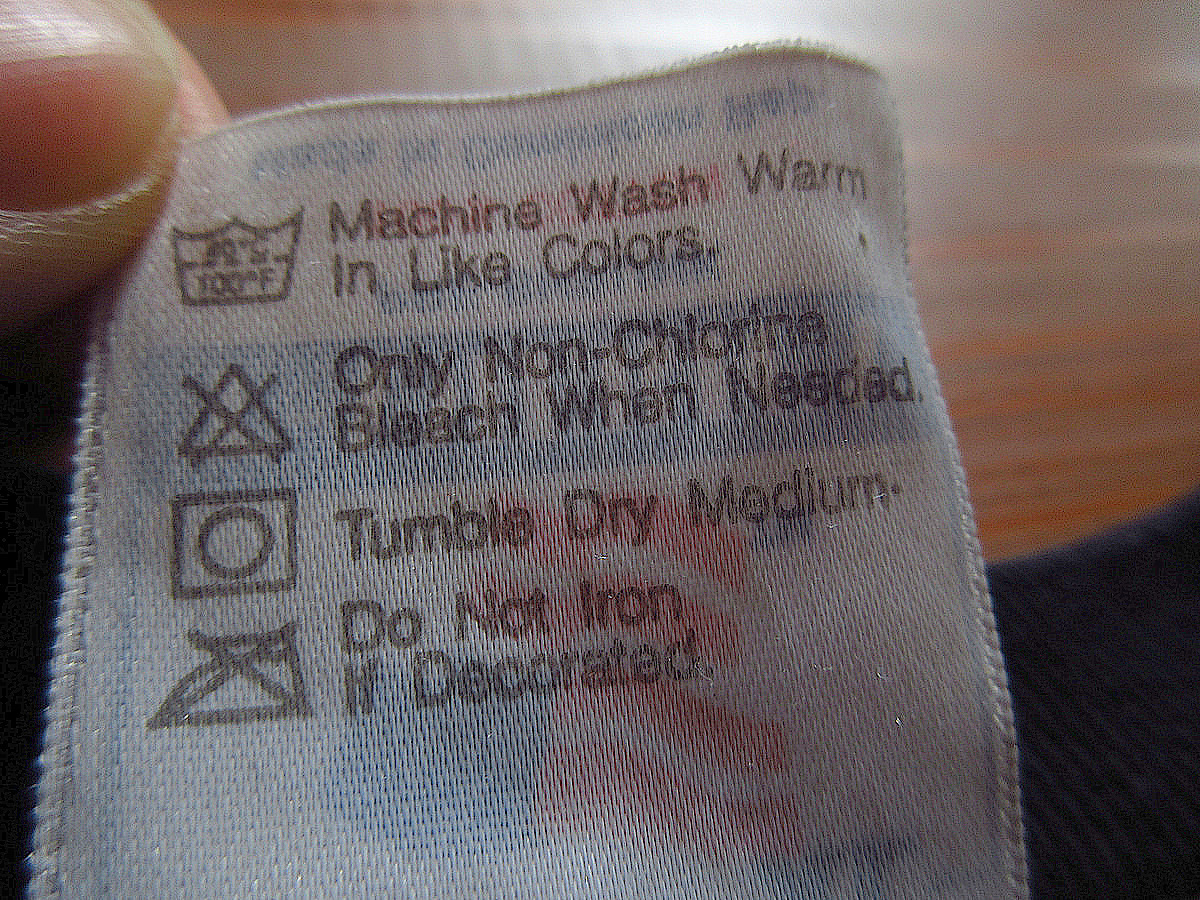 Machine Wash Warm
In Like Colors.
100°F
Only Non-Chlorine
Bleach When Needed.
Tumble Dry Medium.
Do Not Iron
If Decorated.